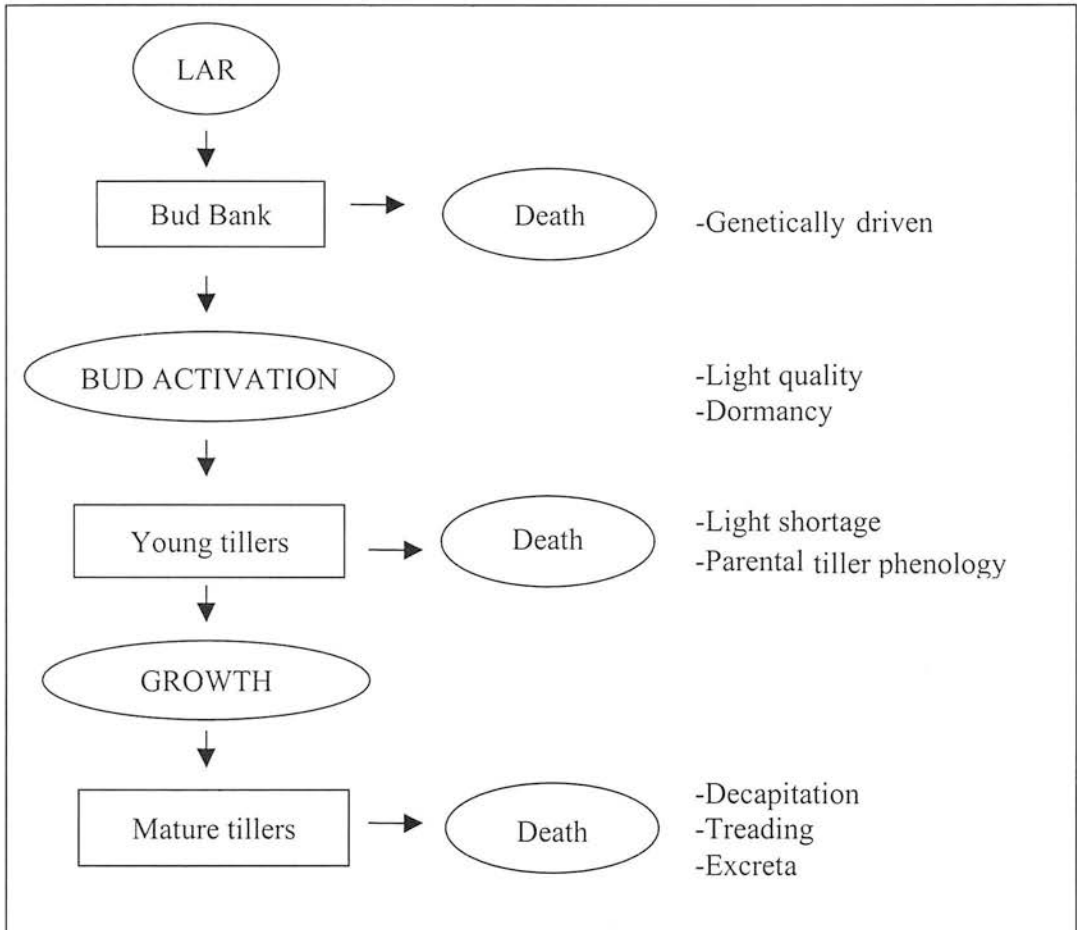 LAR
Bud Bank
Death
-Genetically driven
BUD ACTIVATION
-Light quality
-Dormancy
Young tillers
Death
-Light shortage
-Parental tiller phenology
GROWTH
Mature tillers
Death
-Decapitation
-Treading
-Excreta